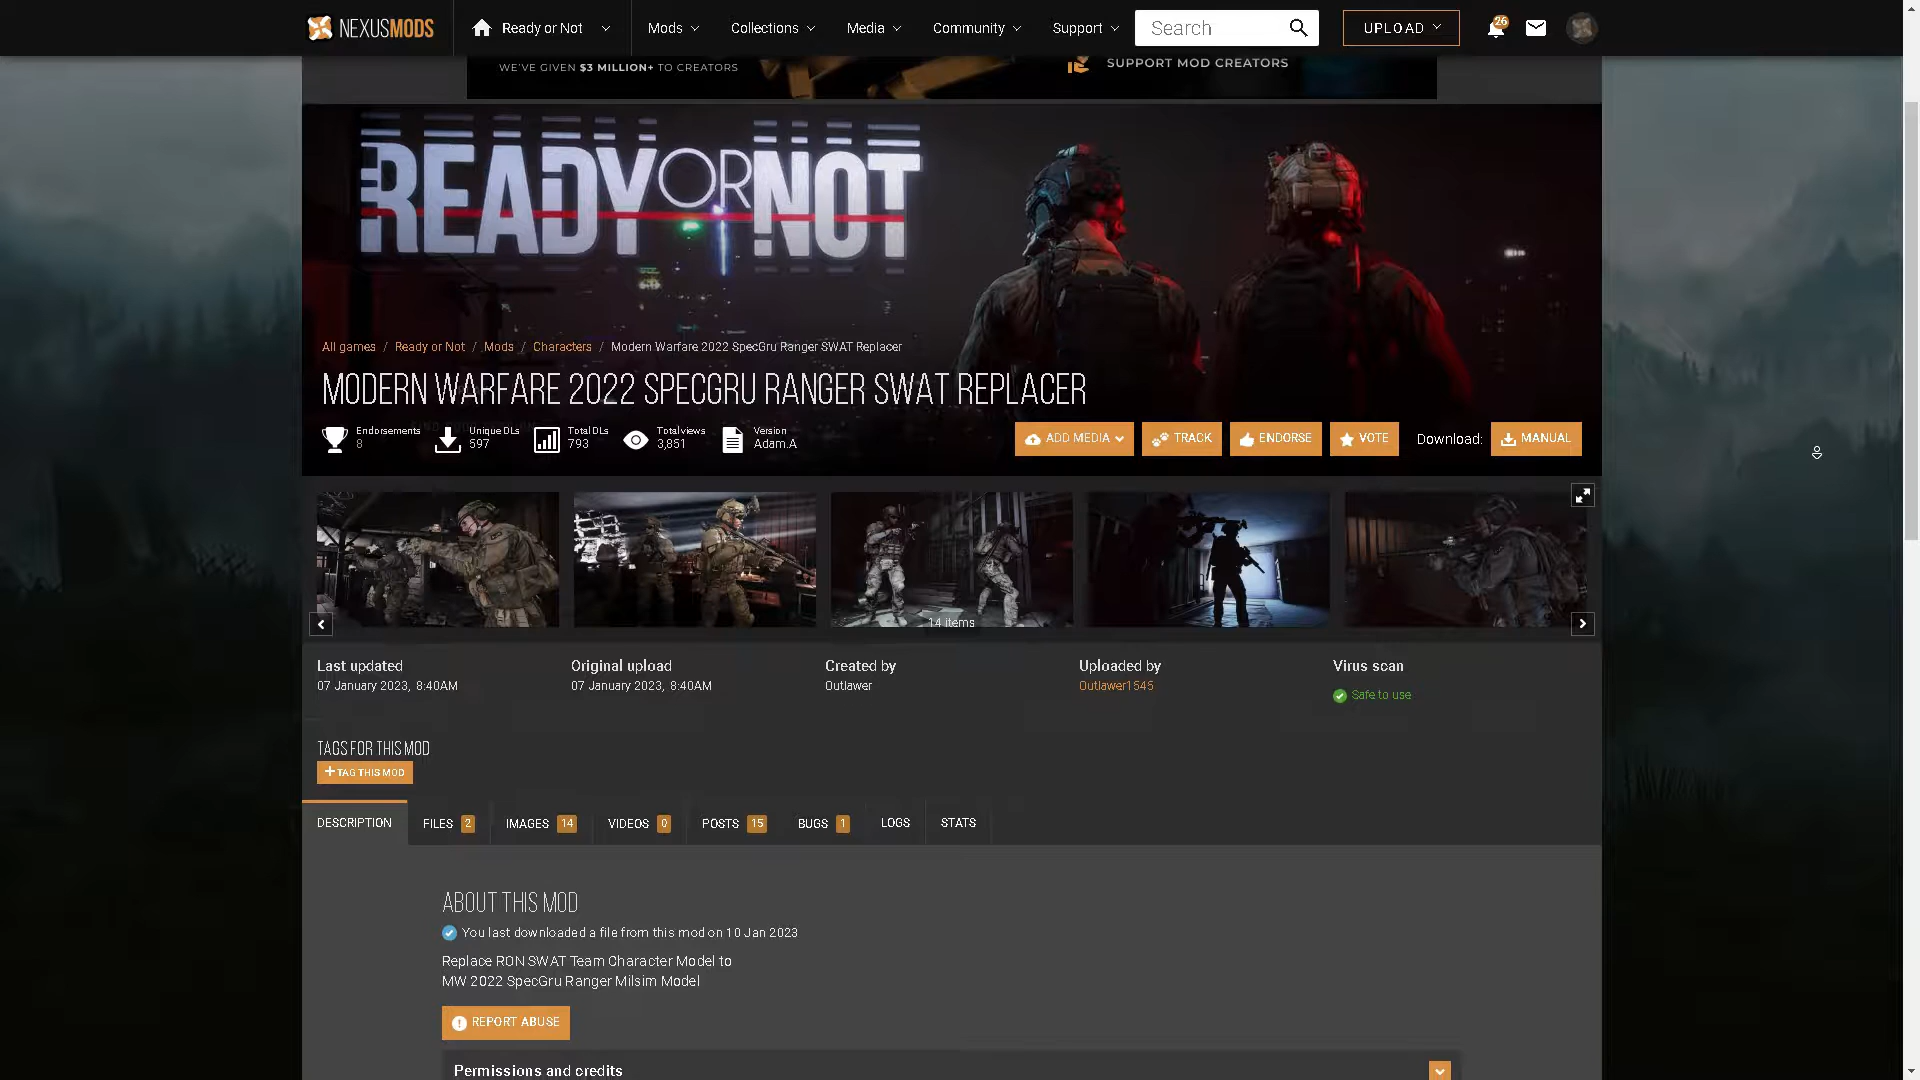 NEXUSMODS
Ready or Not
Mods
Collections
Media
Community
Support
Search
UPLOAD
26
WE'VE GIVEN $3 MILLION+ TO CREATORS
SUPPORT MOD CREATORS
READY OR NOT
All games / Ready or Not / Mods / Characters / Modern Warfare 2022 SpecGru Ranger SWAT Replacer
MODERN WARFARE 2022 SPECGRU RANGER SWAT REPLACER
Endorsements
8
Unique DLs
597
Total DLs
793
Total views
3,851
Version
Adam.A
ADD MEDIA
TRACK
ENDORSE
VOTE
Download:
MANUAL
14 items
Last updated
07 January 2023, 8:40AM
Original upload
07 January 2023, 8:40AM
Created by
Outlawer
Uploaded by
Outlawer1545
Virus scan
Safe to use
TAGS FOR THIS MOD
+ TAG THIS MOD
DESCRIPTION
FILES 2
IMAGES 14
VIDEOS 0
POSTS 15
BUGS 1
LOGS
STATS
ABOUT THIS MOD
You last downloaded a file from this mod on 10 Jan 2023
Replace RON SWAT Team Character Model to
MW 2022 SpecGru Ranger Milsim Model
REPORT ABUSE
Permissions and credits